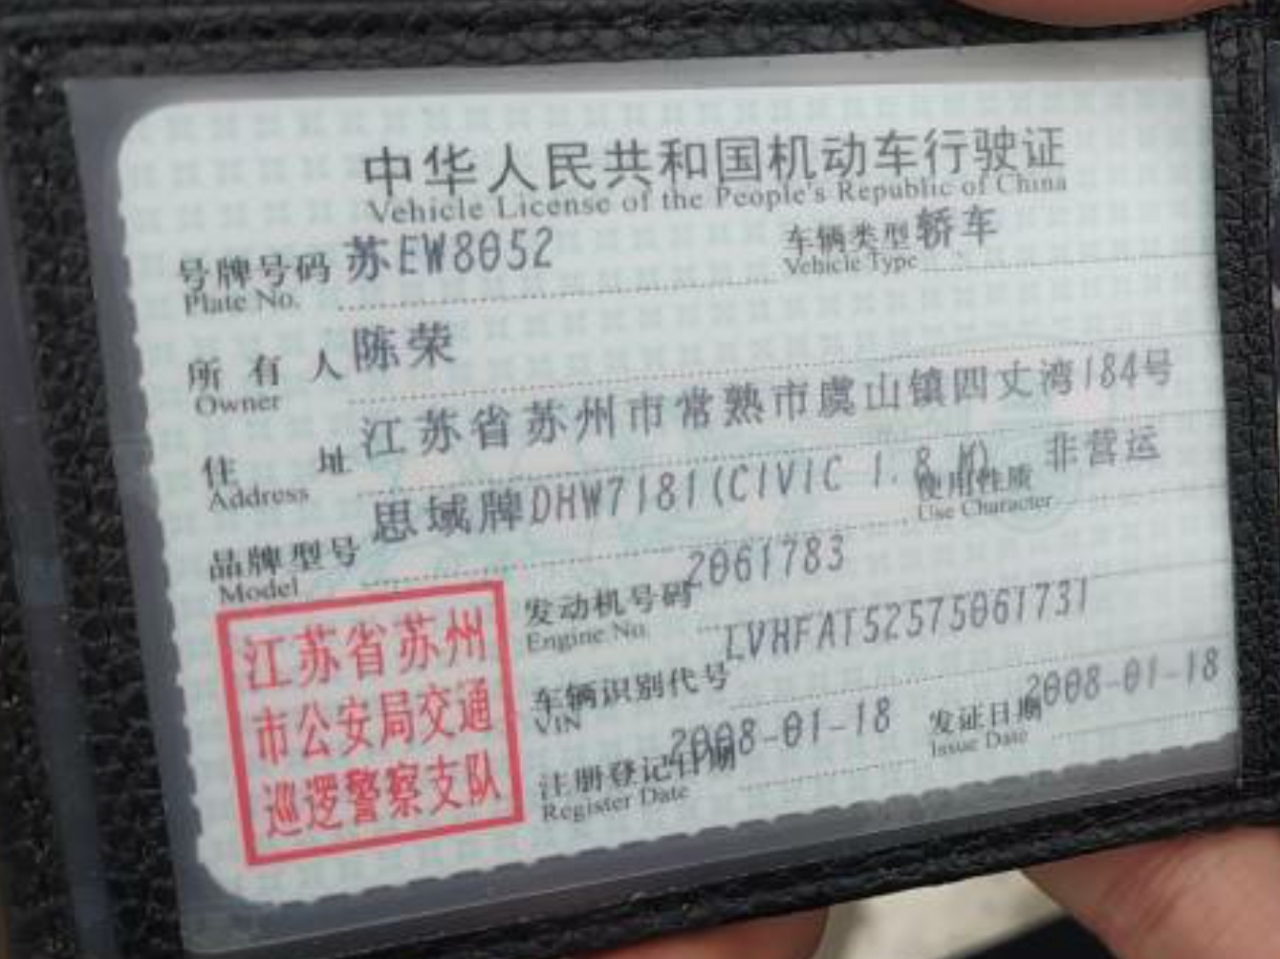 中华人民共和国机动车行驶证
Vehicle License of the People's Republic of China
号牌号码 苏EW8052 车辆类型 轿车
Plate No. Vehicle Type
所有人 陈荣
Owner
住址 江苏省苏州市常熟市虞山镇四丈湾184号
Address
品牌型号 思域牌DHW7181(CIVIC 1.8 使用性质 非营运
Model Use Character
发动机号码 2061783
Engine No.
车辆识别代号 LVHFA152575061731
VIN
注册登记日期 2008-01-18 发证日期 2008-01-18
Register Date Issue Date
江苏省苏州
市公安局交通
巡逻警察支队